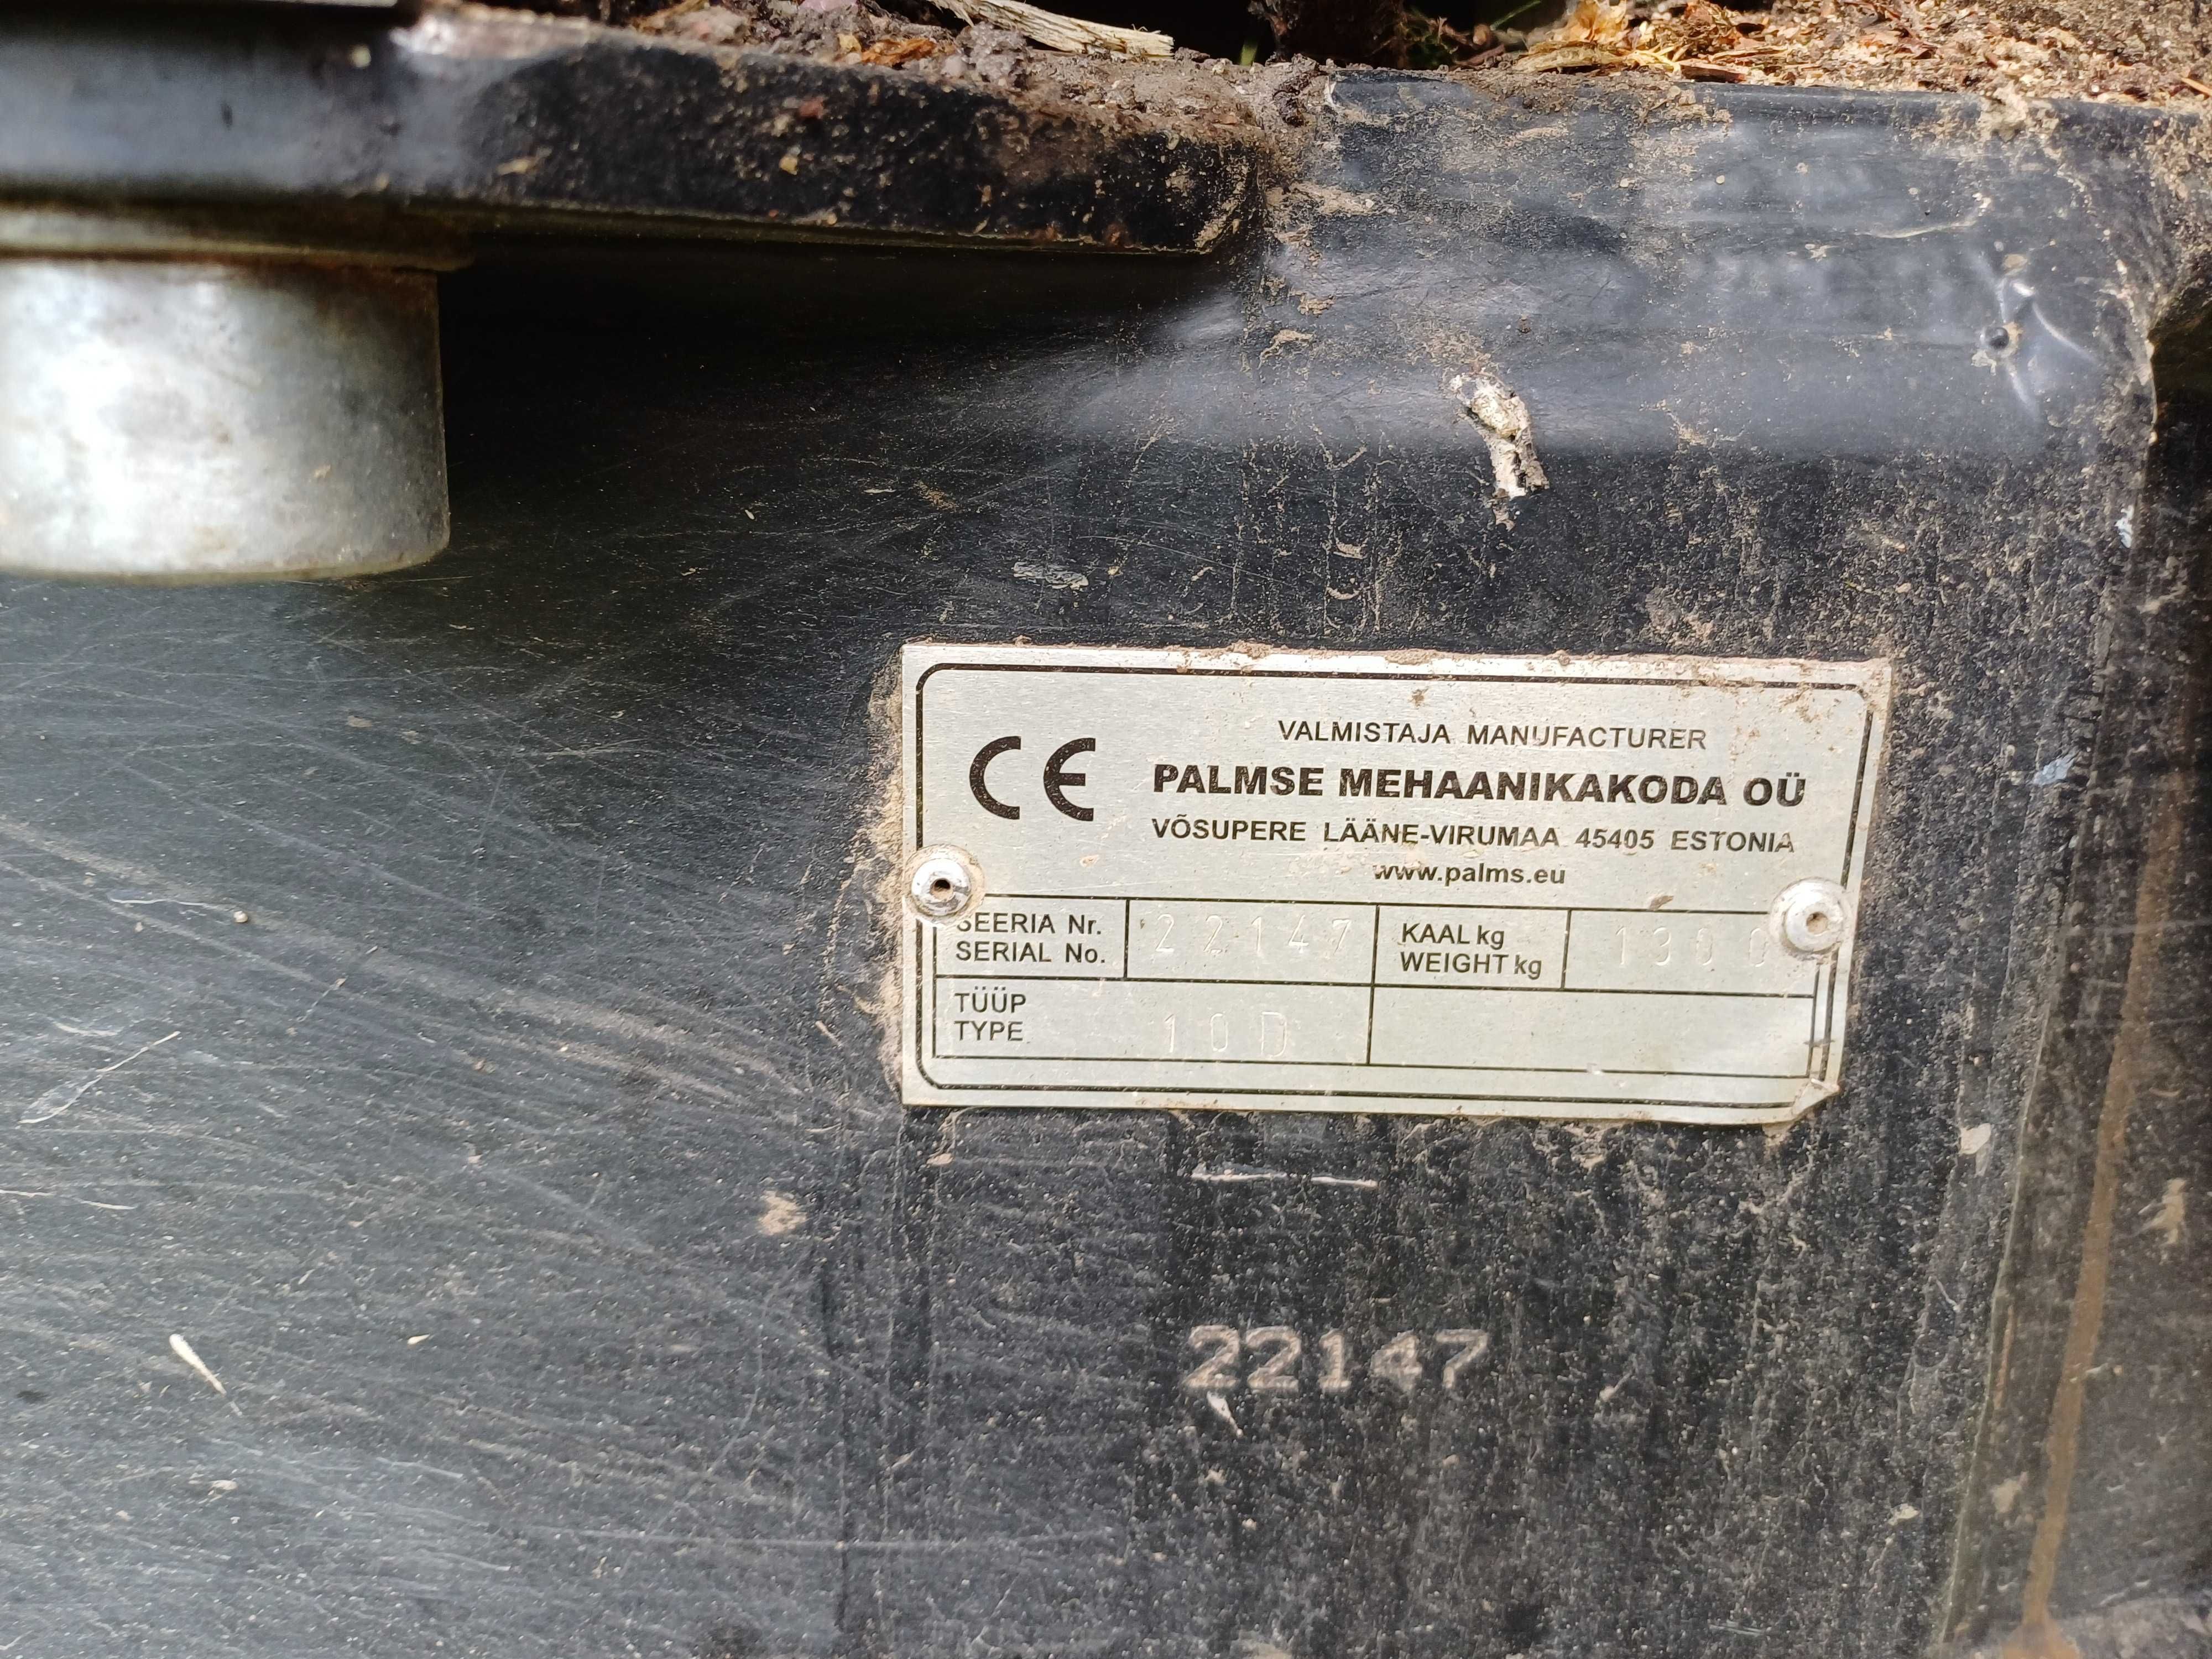 CE
VALMISTAJA MANUFACTURER
PALMSE MEHAANIKAKODA OÜ
VÕSUPERE LÄÄNE-VIRUMAA 45405 ESTONIA
www.palms.eu
SEERIA Nr. 22147 KAAL kg
SERIAL No. WEIGHT kg
TÜÜP
TYPE 10D
22147